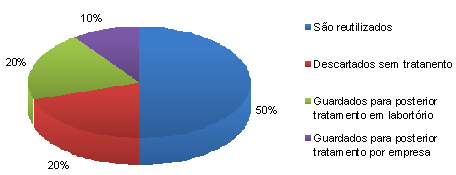 10%
20%
20%
50%
São reutilizados
Descartados sem tratanento
Guardados para posterior
tratamento em labortório
Guardados para posterior
tratamento por empresa